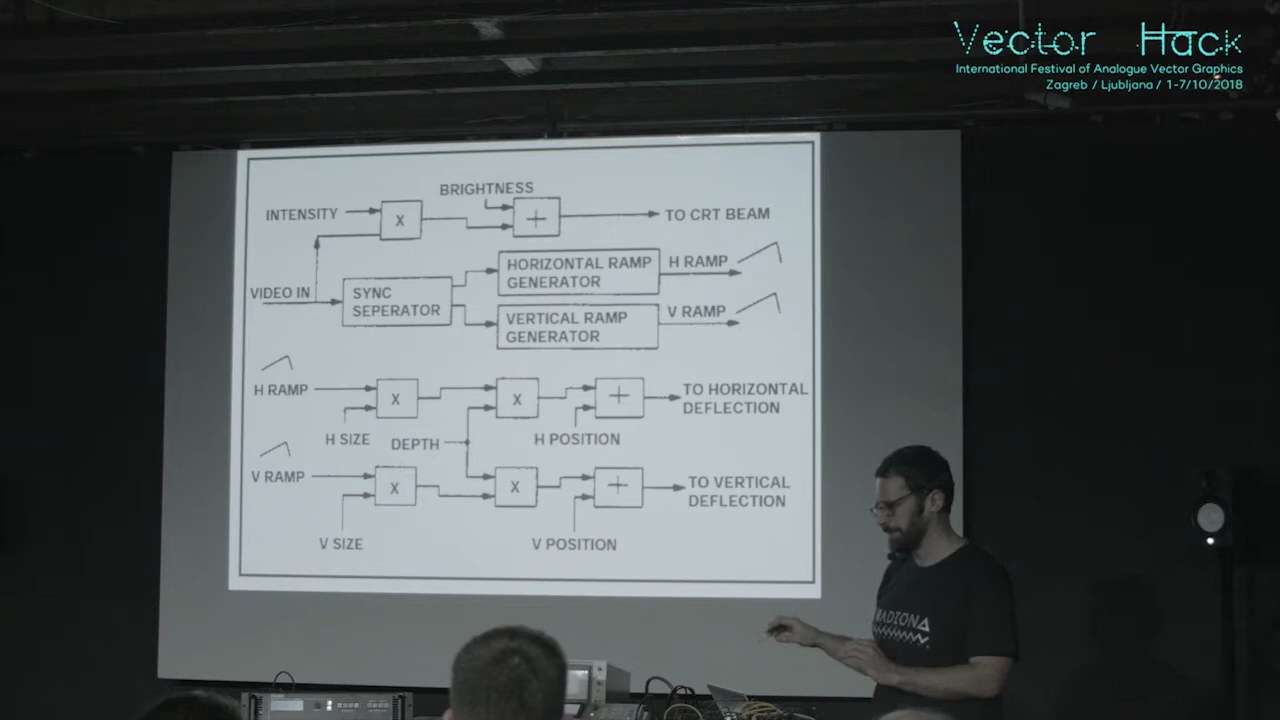 Vector Hack
International Festival of Analogue Vector Graphics
Zagreb / Ljubljana / 1-7/10/2018
BRIGHTNESS
INTENSITY
X
+
TO CRT BEAM
VIDEO IN
SYNC
SEPERATOR
HORIZONTAL RAMP
GENERATOR
H RAMP
VERTICAL RAMP
GENERATOR
V RAMP
H RAMP
X
X
+
TO HORIZONTAL
DEFLECTION
H SIZE
DEPTH
H POSITION
V RAMP
X
X
+
TO VERTICAL
DEFLECTION
V SIZE
V POSITION
RADIONA